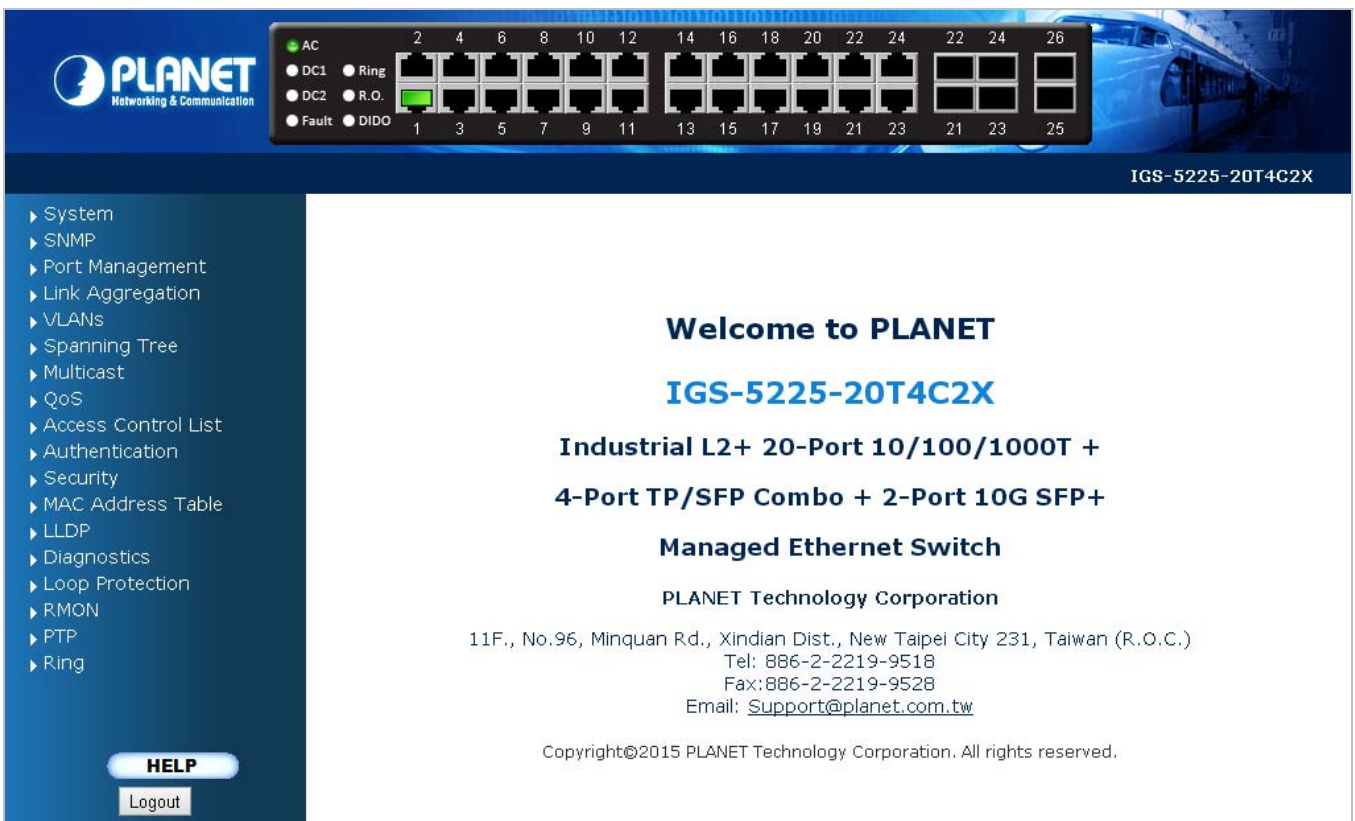 PLANET
Networking & Communication
AC
DC1 Ring
DC2 R.O.
Fault DIDO
2 4 6 8 10 12 14 16 18 20 22 24 22 24 26
1 3 5 7 9 11 13 15 17 19 21 23 21 23 25
IGS-5225-20T4C2X
System
SNMP
Port Management
Link Aggregation
VLANs
Spanning Tree
Multicast
QoS
Access Control List
Authentication
Security
MAC Address Table
LLDP
Diagnostics
Loop Protection
RMON
PTP
Ring
HELP
Logout
Welcome to PLANET
IGS-5225-20T4C2X
Industrial L2+ 20-Port 10/100/1000T +
4-Port TP/SFP Combo + 2-Port 10G SFP+
Managed Ethernet Switch
PLANET Technology Corporation
11F., No.96, Minquan Rd., Xindian Dist., New Taipei City 231, Taiwan (R.O.C.)
Tel: 886-2-2219-9518
Fax:886-2-2219-9528
Email: Support@planet.com.tw
Copyright©2015 PLANET Technology Corporation. All rights reserved.